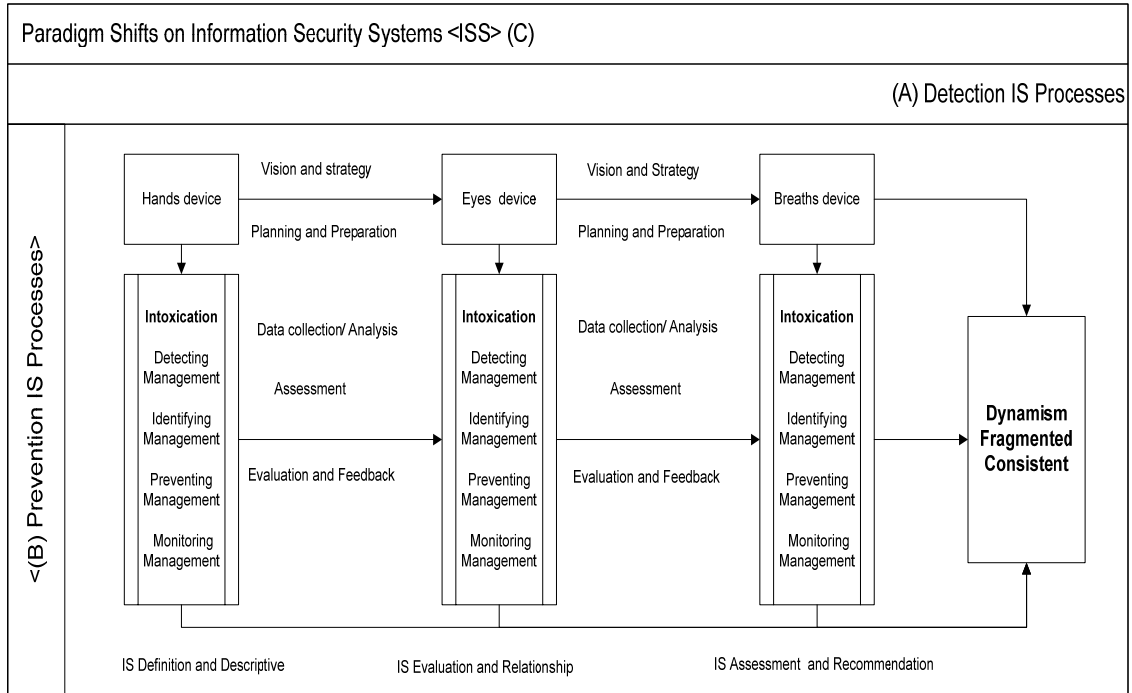 Paradigm Shifts on Information Security Systems <ISS> (C)
(A) Detection IS Processes
<(B) Prevention IS Processes>
Hands device
Vision and strategy
Planning and Preparation
Eyes device
Vision and Strategy
Planning and Preparation
Breaths device
Intoxication
Detecting
Management
Identifying
Management
Preventing
Management
Monitoring
Management
Data collection/ Analysis
Assessment
Evaluation and Feedback
Intoxication
Detecting
Management
Identifying
Management
Preventing
Management
Monitoring
Management
Data collection/ Analysis
Assessment
Evaluation and Feedback
Intoxication
Detecting
Management
Identifying
Management
Preventing
Management
Monitoring
Management
Dynamism
Fragmented
Consistent
IS Definition and Descriptive
IS Evaluation and Relationship
IS Assessment and Recommendation